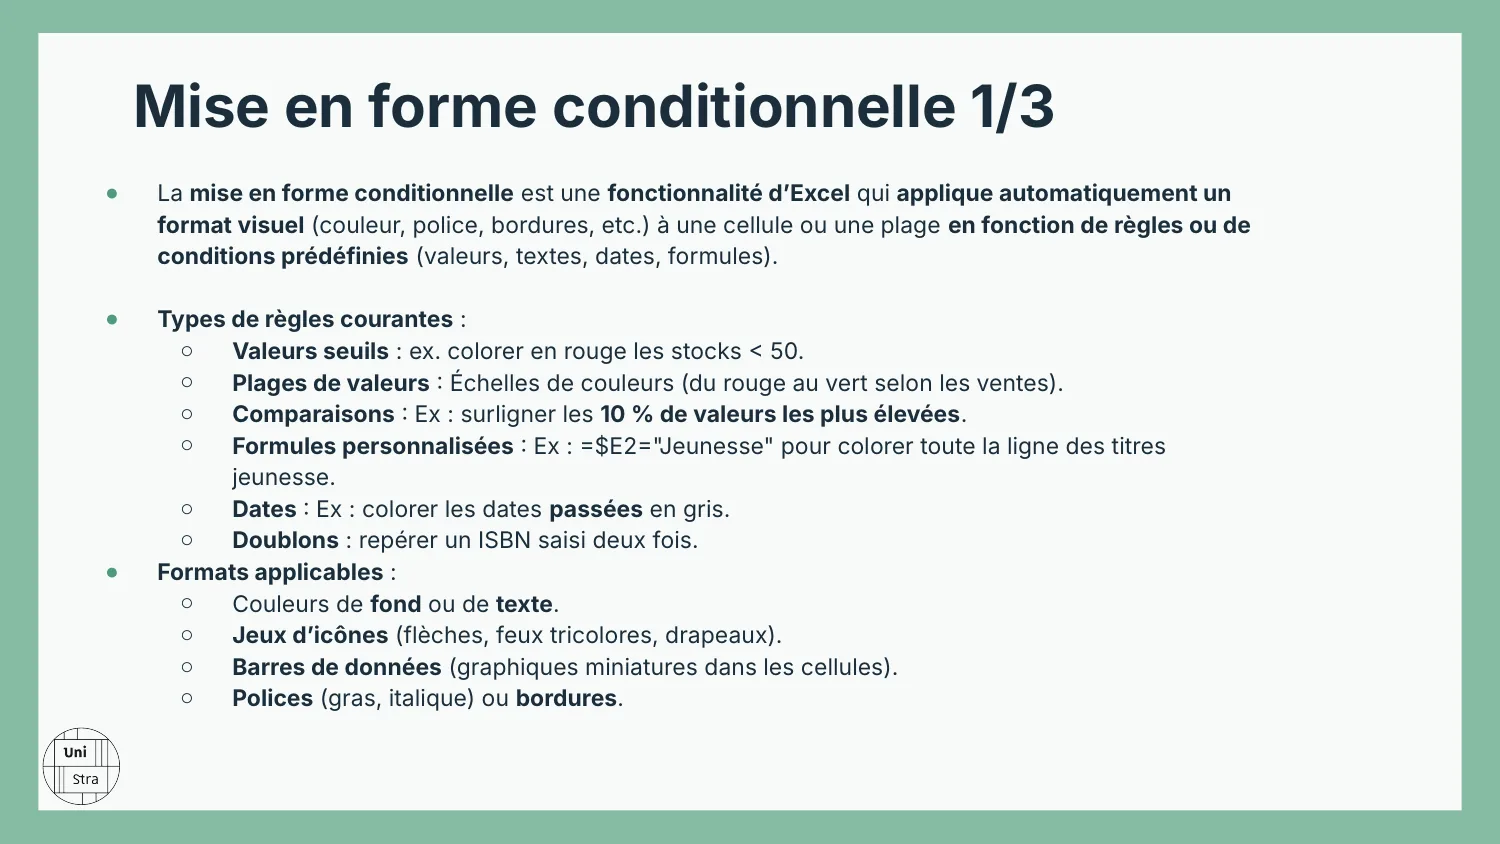 Mise en forme conditionnelle 1/3
● La mise en forme conditionnelle est une fonctionnalité d’Excel qui applique automatiquement un
format visuel (couleur, police, bordures, etc.) à une cellule ou une plage en fonction de règles ou de
conditions prédéfinies (valeurs, textes, dates, formules).
● Types de règles courantes :
○ Valeurs seuils : ex. colorer en rouge les stocks < 50.
○ Plages de valeurs : Échelles de couleurs (du rouge au vert selon les ventes).
○ Comparaisons : Ex : surligner les 10 % de valeurs les plus élevées.
○ Formules personnalisées : Ex : =$E2="Jeunesse" pour colorer toute la ligne des titres
jeunesse.
○ Dates : Ex : colorer les dates passées en gris.
○ Doublons : repérer un ISBN saisi deux fois.
● Formats applicables :
○ Couleurs de fond ou de texte.
○ Jeux d’icônes (flèches, feux tricolores, drapeaux).
○ Barres de données (graphiques miniatures dans les cellules).
○ Polices (gras, italique) ou bordures.
Uni
Stra